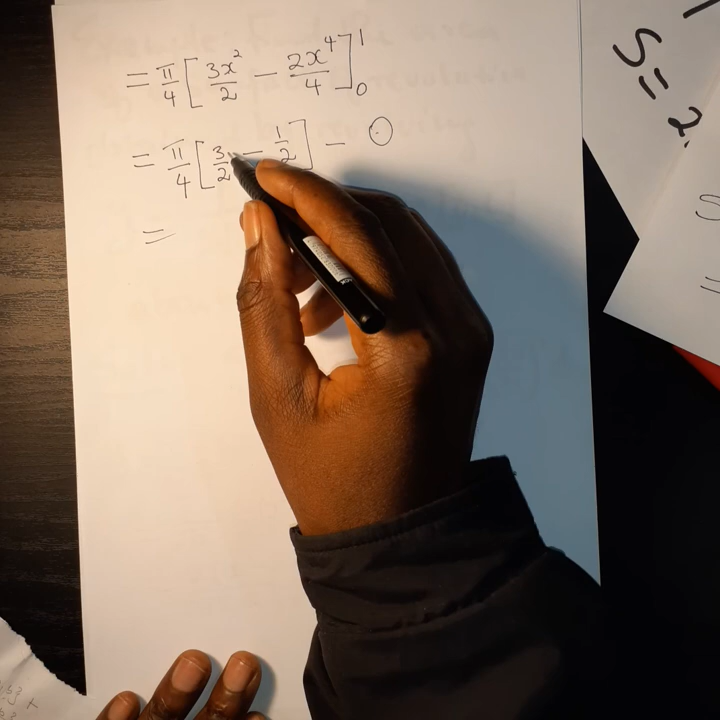 = π/4 [ 3x²/2 − 2x⁴/4 ]₀¹
= π/4 [ 3/2 − 1/2 ] − 0
=
S = 2.